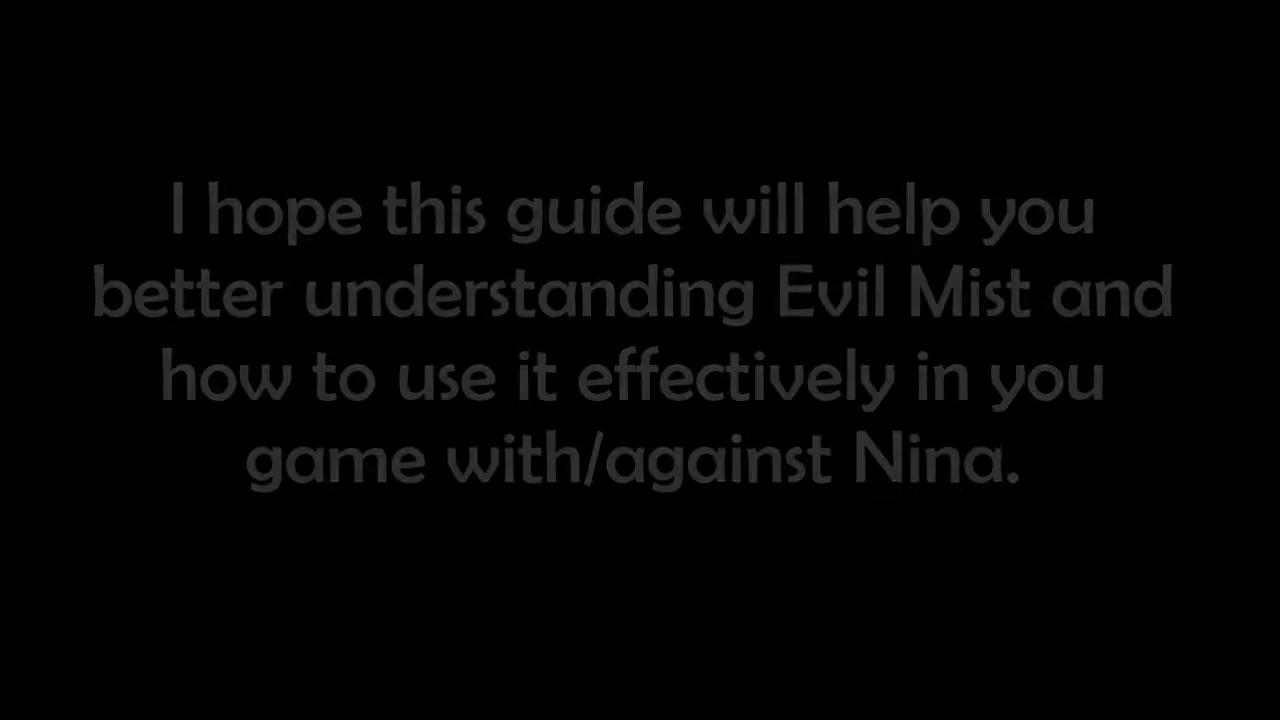 I hope this guide will help you
better understanding Evil Mist and
how to use it effectively in you
game with/against Nina.